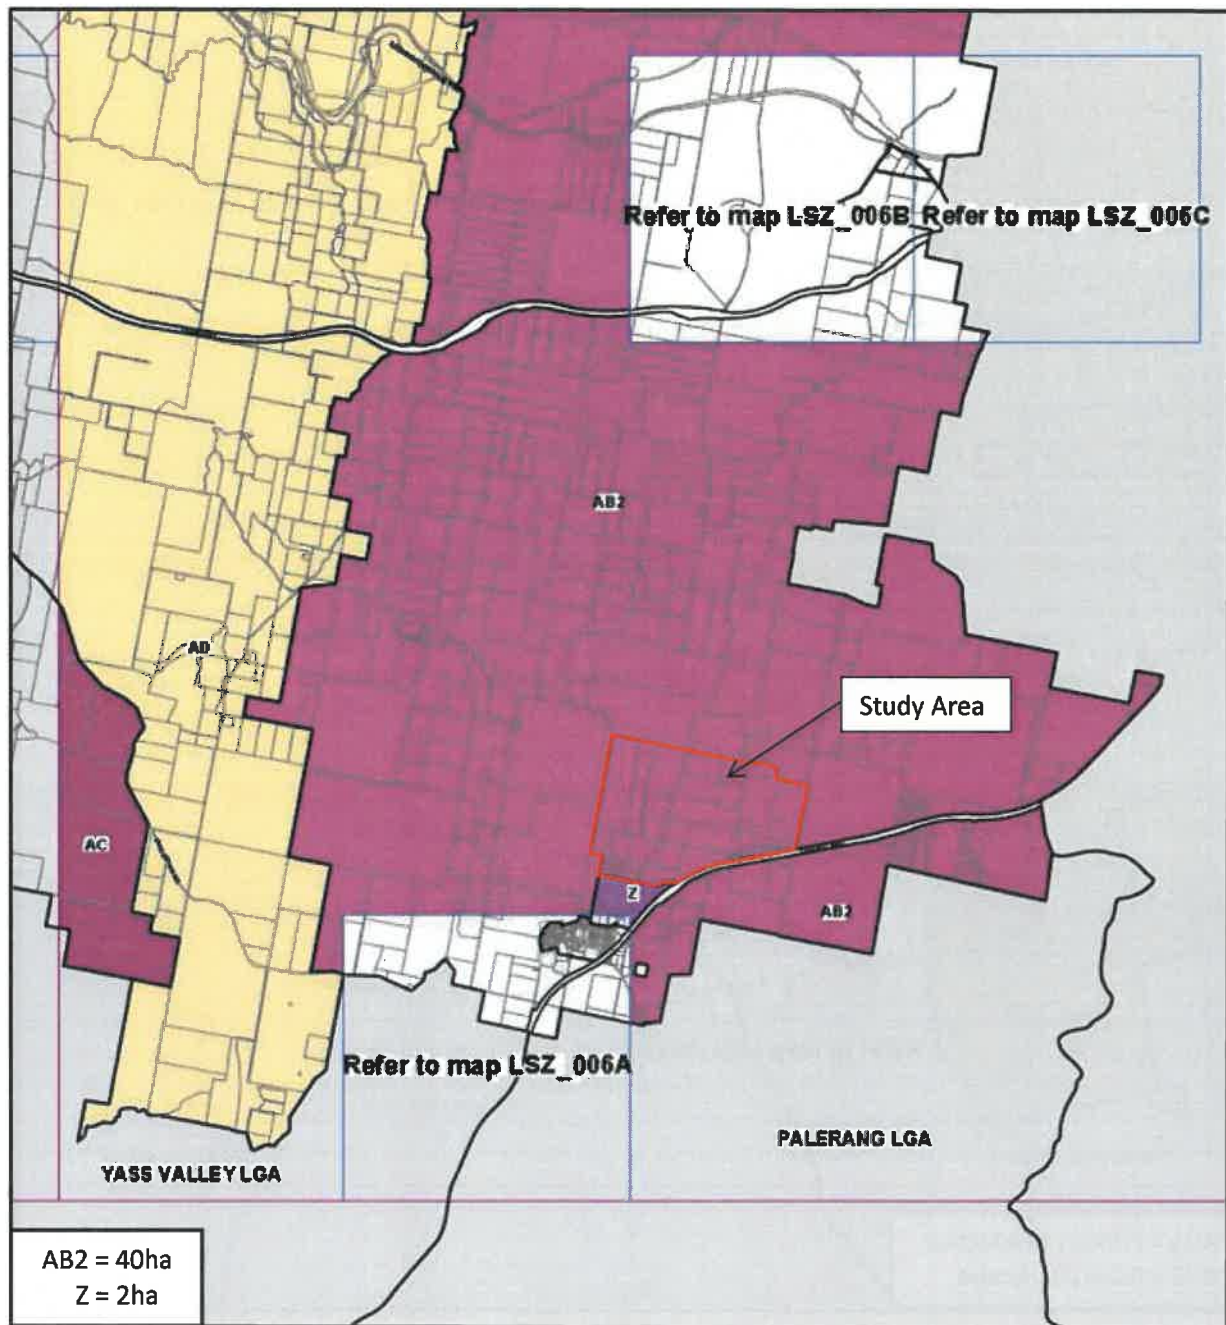 Refer to map LSZ_006B Refer to map LSZ_006C
AB2
AD
Study Area
AC
Z
AB2
Refer to map LSZ_006A
PALERANG LGA
YASS VALLEY LGA
AB2 = 40ha
Z = 2ha